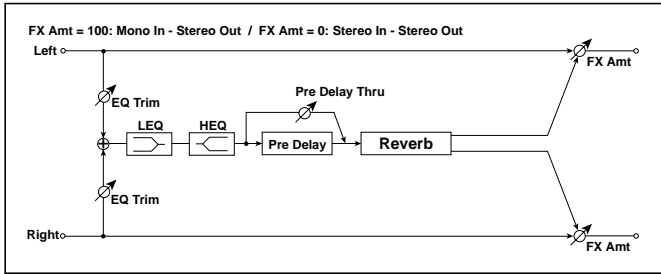 FX Amt = 100: Mono In - Stereo Out / FX Amt = 0: Stereo In - Stereo Out
Left
FX Amt
EQ Trim
Pre Delay Thru
LEQ
HEQ
Pre Delay
Reverb
EQ Trim
Right
FX Amt